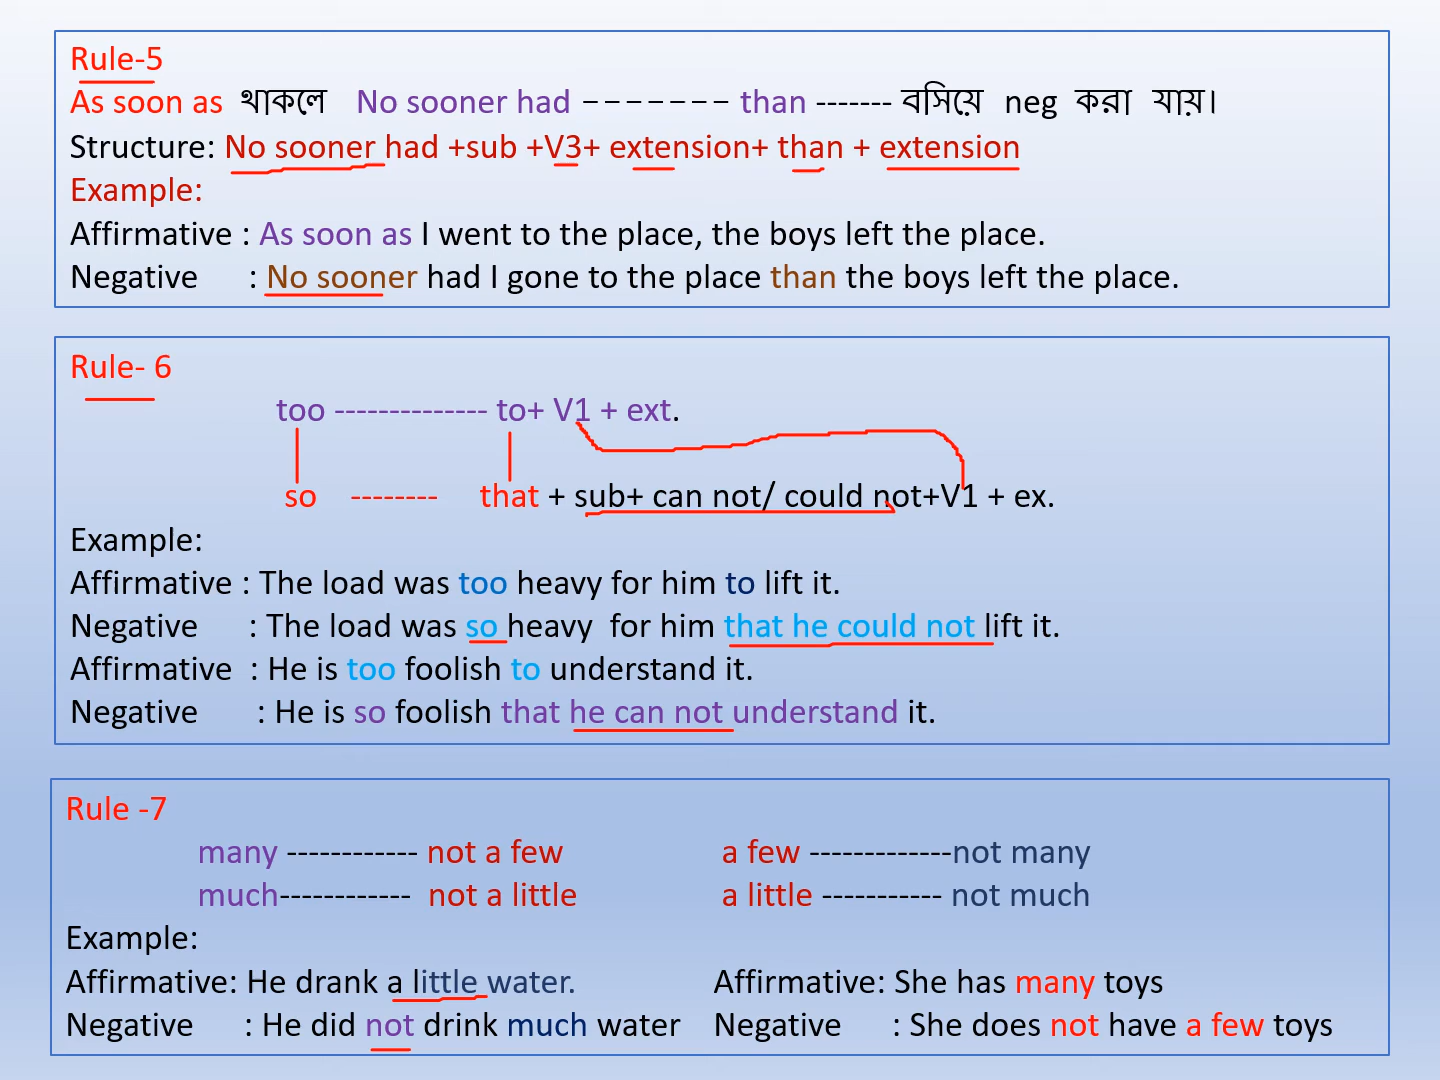 Rule-5
As soon as থাকলে No sooner had ------- than ------- বসিয়ে neg করা যায়।
Structure: No sooner had +sub +V3+ extension+ than + extension
Example:
Affirmative : As soon as I went to the place, the boys left the place.
Negative : No sooner had I gone to the place than the boys left the place.
Rule- 6
too -------------- to+ V1 + ext.
so -------- that + sub+ can not/ could not+V1 + ex.
Example:
Affirmative : The load was too heavy for him to lift it.
Negative : The load was so heavy for him that he could not lift it.
Affirmative : He is too foolish to understand it.
Negative : He is so foolish that he can not understand it.
Rule -7
many ------------ not a few a few -------------not many
much------------ not a little a little ----------- not much
Example:
Affirmative: He drank a little water. Affirmative: She has many toys
Negative : He did not drink much water Negative : She does not have a few toys